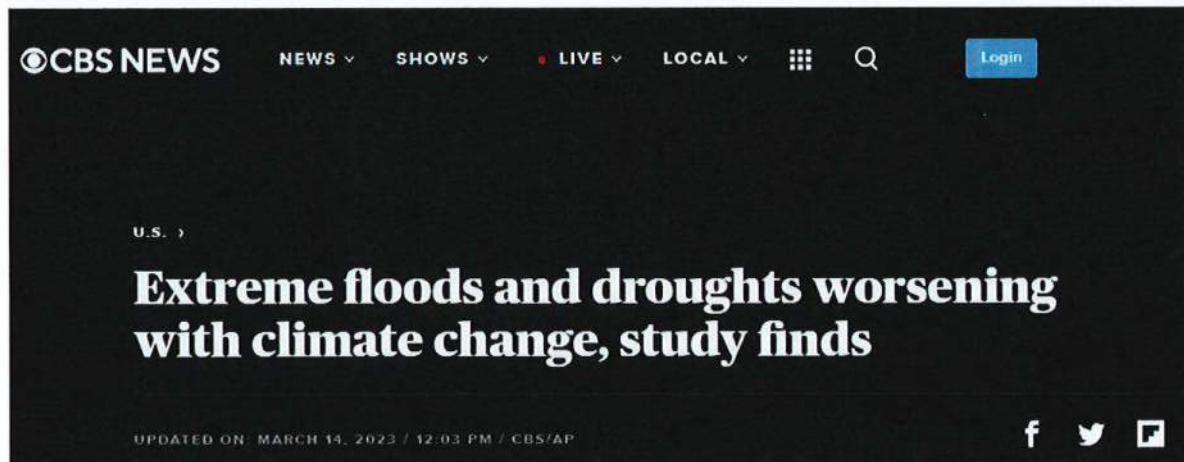 CBS NEWS NEWS SHOWS LIVE LOCAL Login
U.S. ›
Extreme floods and droughts worsening
with climate change, study finds
UPDATED ON: MARCH 14, 2023 / 12:03 PM / CBS/AP